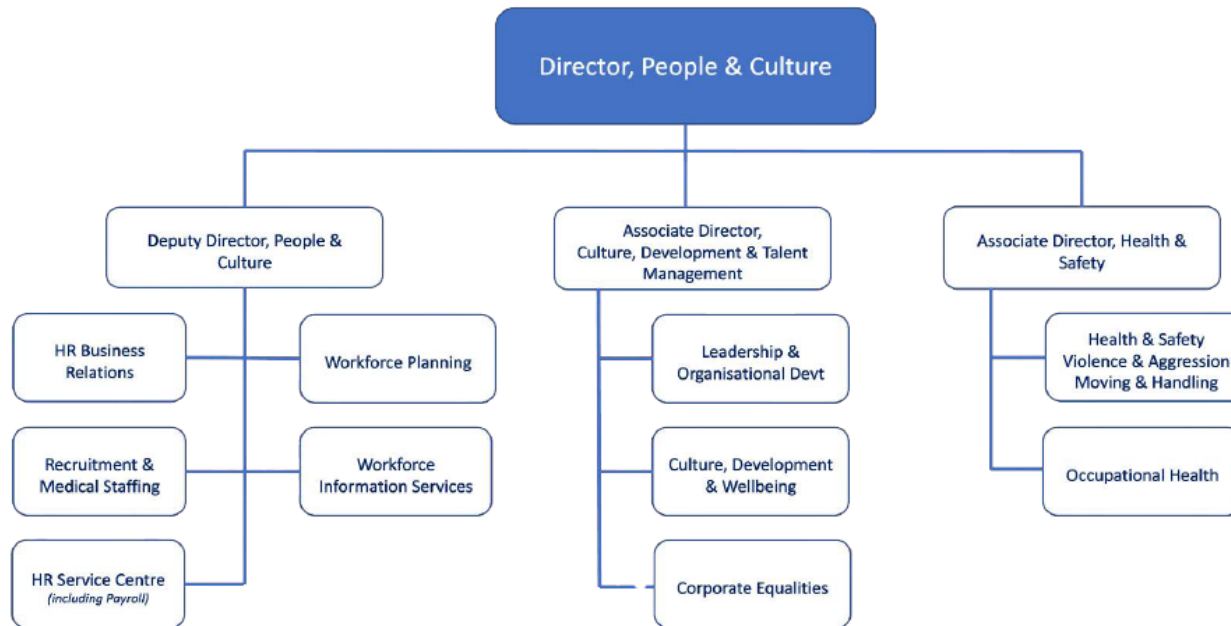 Director, People & Culture
Deputy Director, People &
Culture
Associate Director,
Culture, Development & Talent
Management
Associate Director, Health &
Safety
HR Business
Relations
Workforce Planning
Leadership &
Organisational Devt
Health & Safety
Violence & Aggression
Moving & Handling
Recruitment &
Medical Staffing
Workforce
Information Services
Culture, Development
& Wellbeing
Occupational Health
HR Service Centre
(including Payroll)
Corporate Equalities